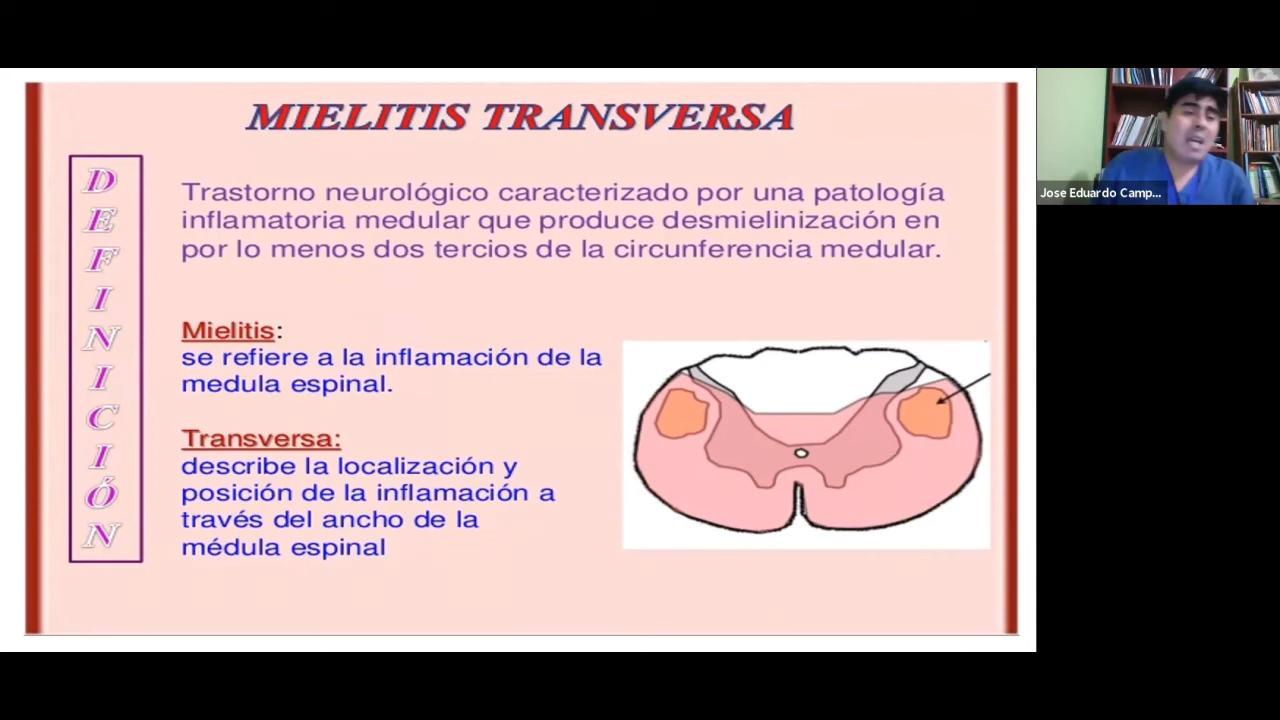 MIELITIS TRANSVERSA
DEFINICIÓN
Trastorno neurológico caracterizado por una patología
inflamatoria medular que produce desmielinización en
por lo menos dos tercios de la circunferencia medular.
Mielitis:
se refiere a la inflamación de la
medula espinal.
Transversa:
describe la localización y
posición de la inflamación a
través del ancho de la
médula espinal
Jose Eduardo Camp...